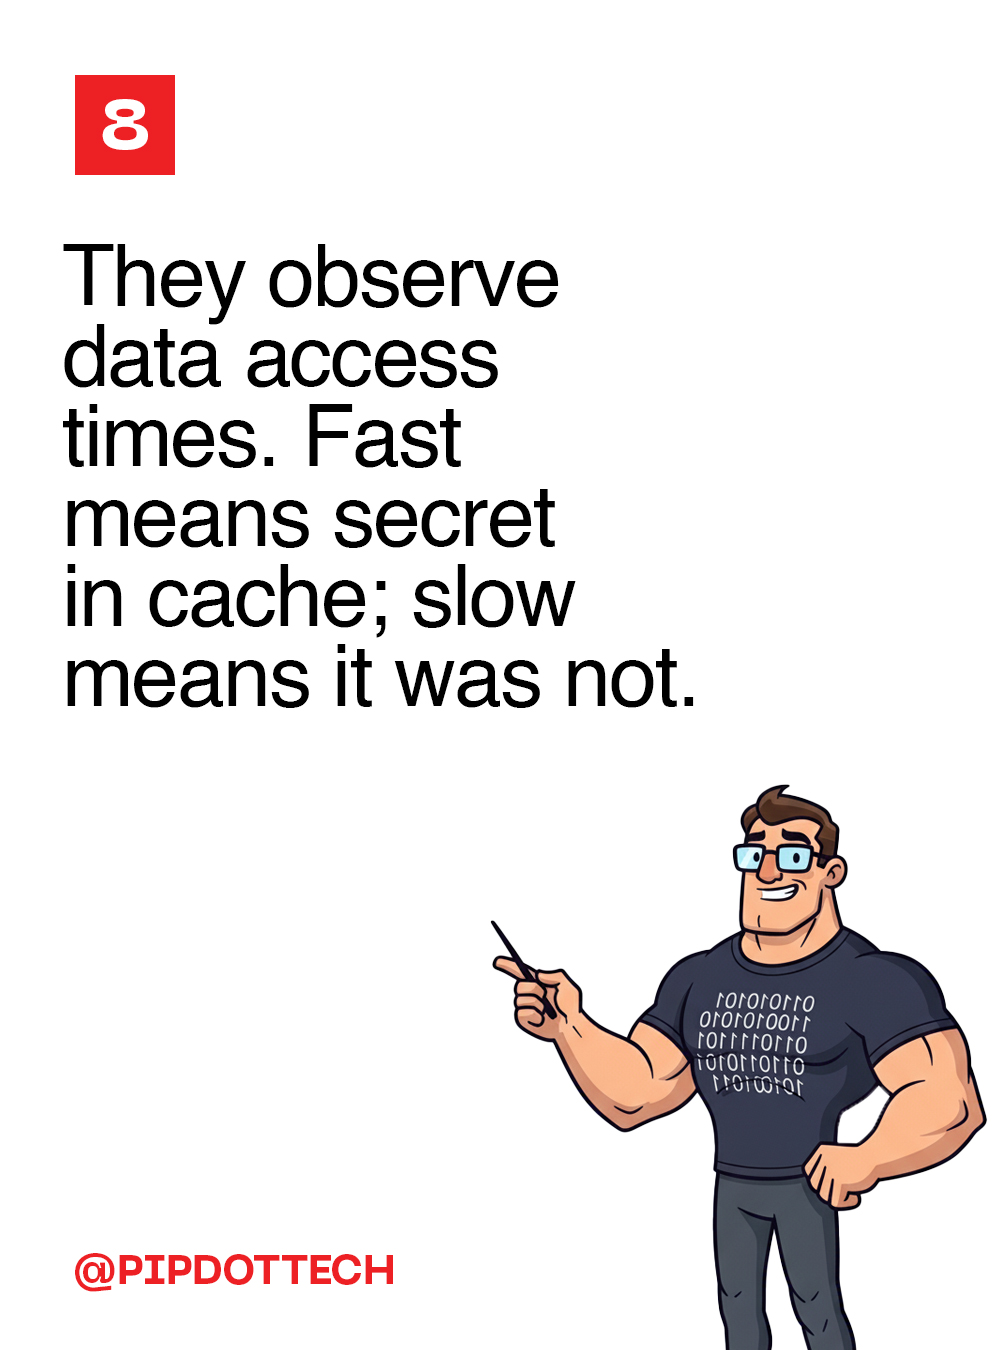 8
They observe
data access
times. Fast
means secret
in cache; slow
means it was not.
@PIPDOTTECH